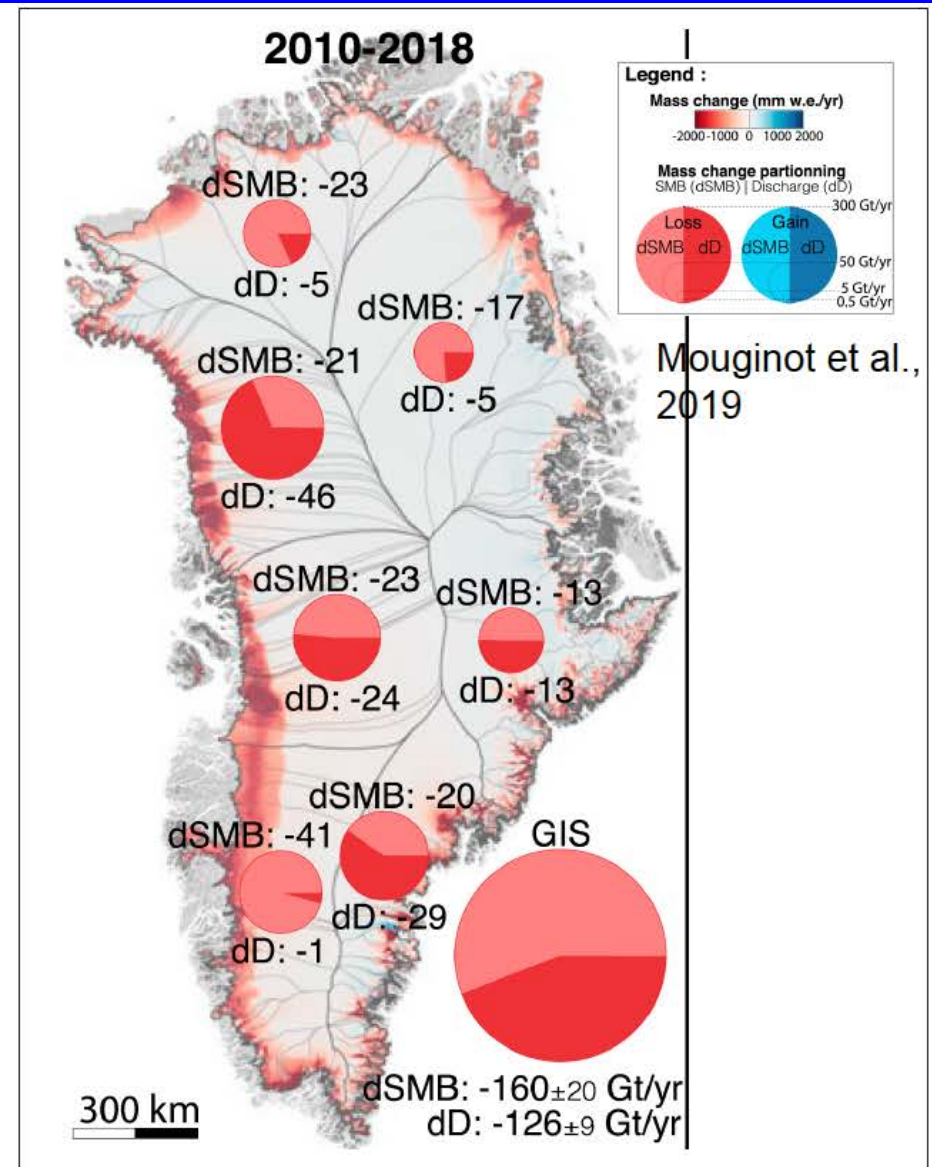 2010-2018
Legend :
Mass change (mm w.e./yr)
-2000 -1000 0 1000 2000
Mass change partionning
SMB (dSMB) | Discharge (dD)
300 Gt/yr
Loss Gain
dSMB dD dSMB dD
50 Gt/yr
5 Gt/yr
0,5 Gt/yr
Mouginot et al.,
2019
dSMB: -23
dD: -5
dSMB: -17
dD: -5
dSMB: -21
dD: -46
dSMB: -23
dD: -24
dSMB: -13
dD: -13
dSMB: -20
dD: -29
dSMB: -41
dD: -1
GIS
dSMB: -160±20 Gt/yr
dD: -126±9 Gt/yr
300 km